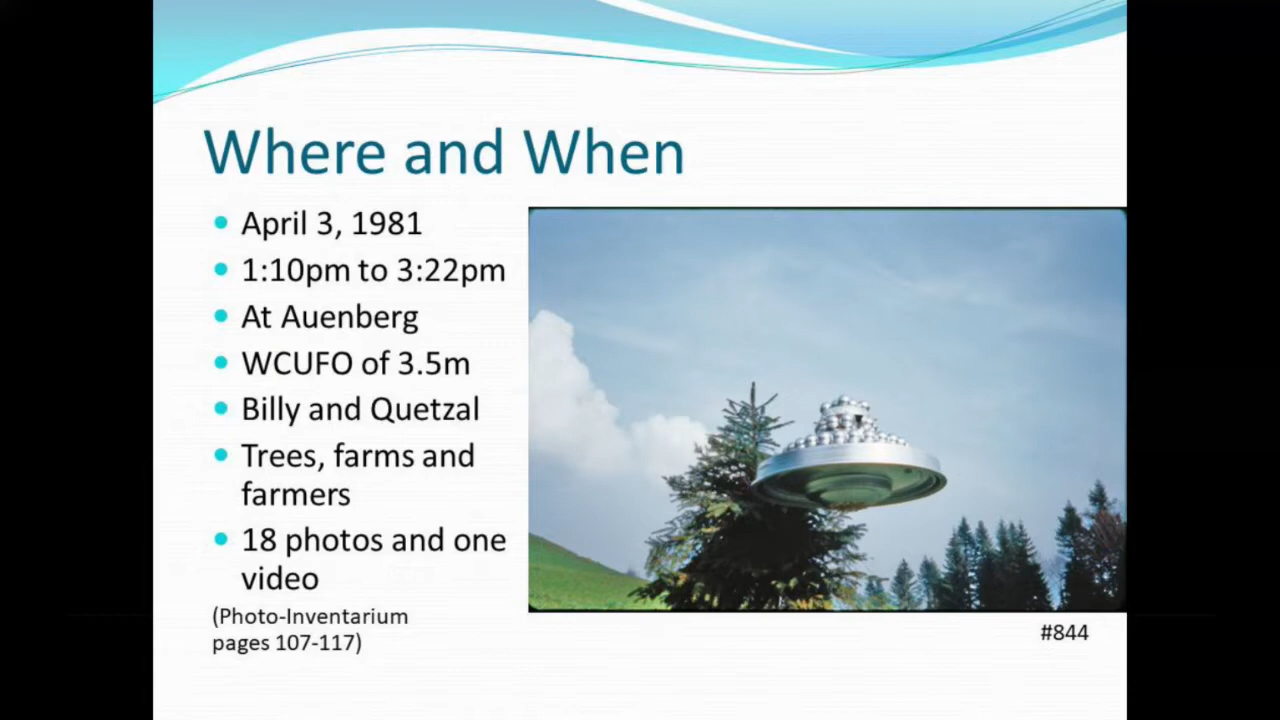 Where and When
April 3, 1981
1:10pm to 3:22pm
At Auenberg
WCUFO of 3.5m
Billy and Quetzal
Trees, farms and
farmers
18 photos and one
video
(Photo-Inventarium
pages 107-117)
#844